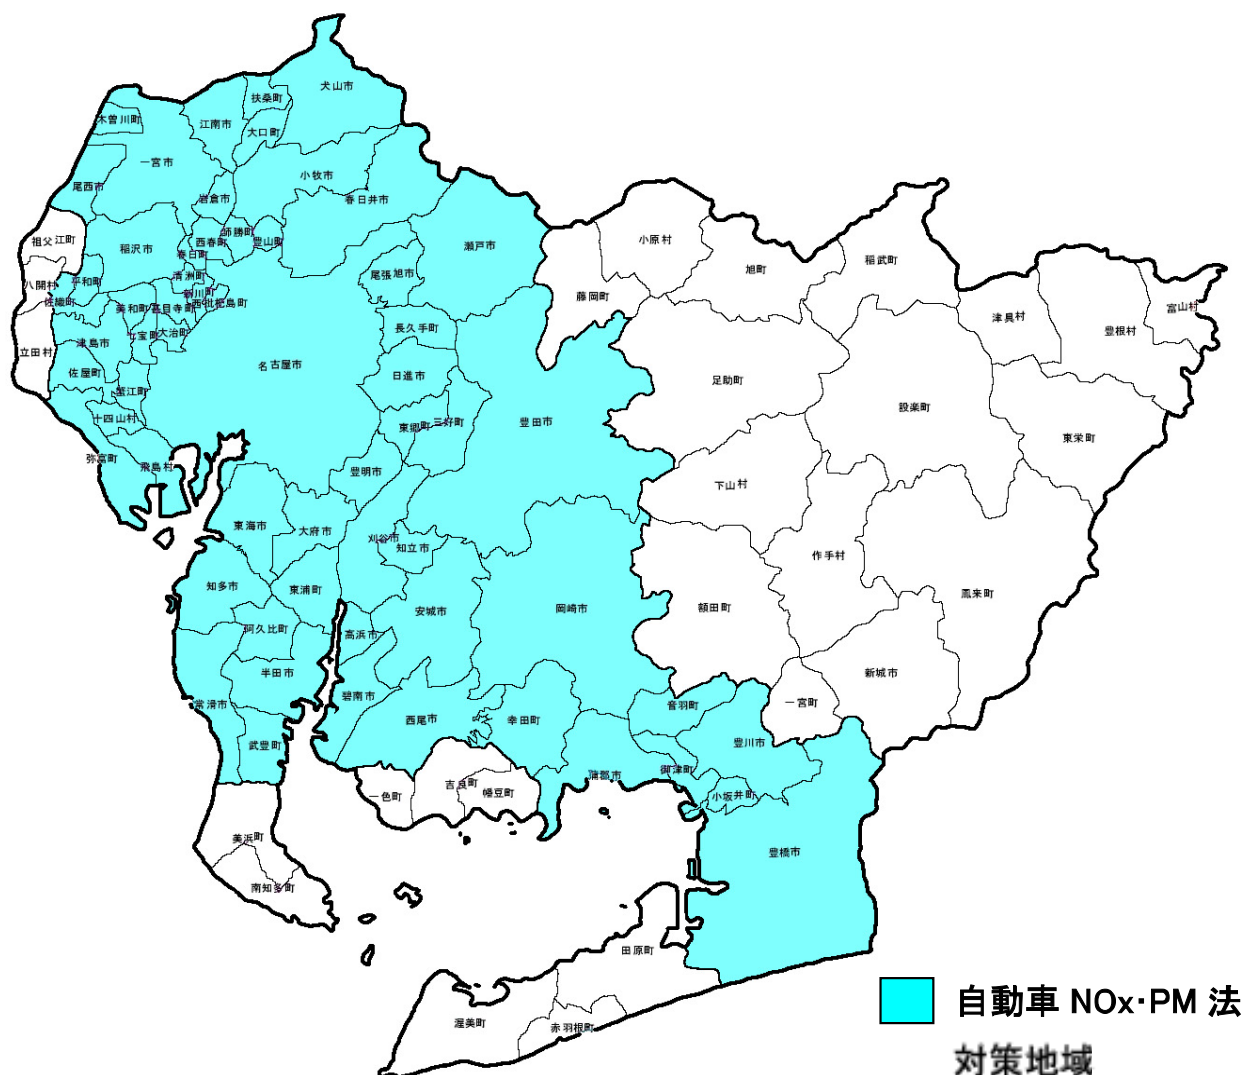 犬山市
扶桑町
木曽川町
江南市
大口町
一宮市
小牧市
尾西市
岩倉市
春日井市
師勝町
祖父江町
稲沢市
西春町
豊山町
瀬戸市
小原村
春日町
稲武町
旭町
尾張旭市
清洲町
八開村
平和町
新川町
藤岡町
佐織町
美和町
甚目寺町
西枇杷島町
富山村
津具村
豊根村
七宝町
大治町
長久手町
津島市
立田村
名古屋市
佐屋町
日進市
足助町
蟹江町
設楽町
十四山村
東郷町
三好町
豊田市
東栄町
弥富町
飛島村
豊明市
下山村
東海市
大府市
刈谷市
知立市
作手村
知多市
東浦町
鳳来町
安城市
岡崎市
額田町
阿久比町
高浜市
半田市
新城市
碧南市
常滑市
音羽町
一宮町
西尾市
幸田町
武豊町
豊川市
御津町
蒲郡市
吉良町
一色町
幡豆町
小坂井町
美浜町
豊橋市
南知多町
田原町
渥美町
赤羽根町
自動車 NOx・PM 法
対策地域